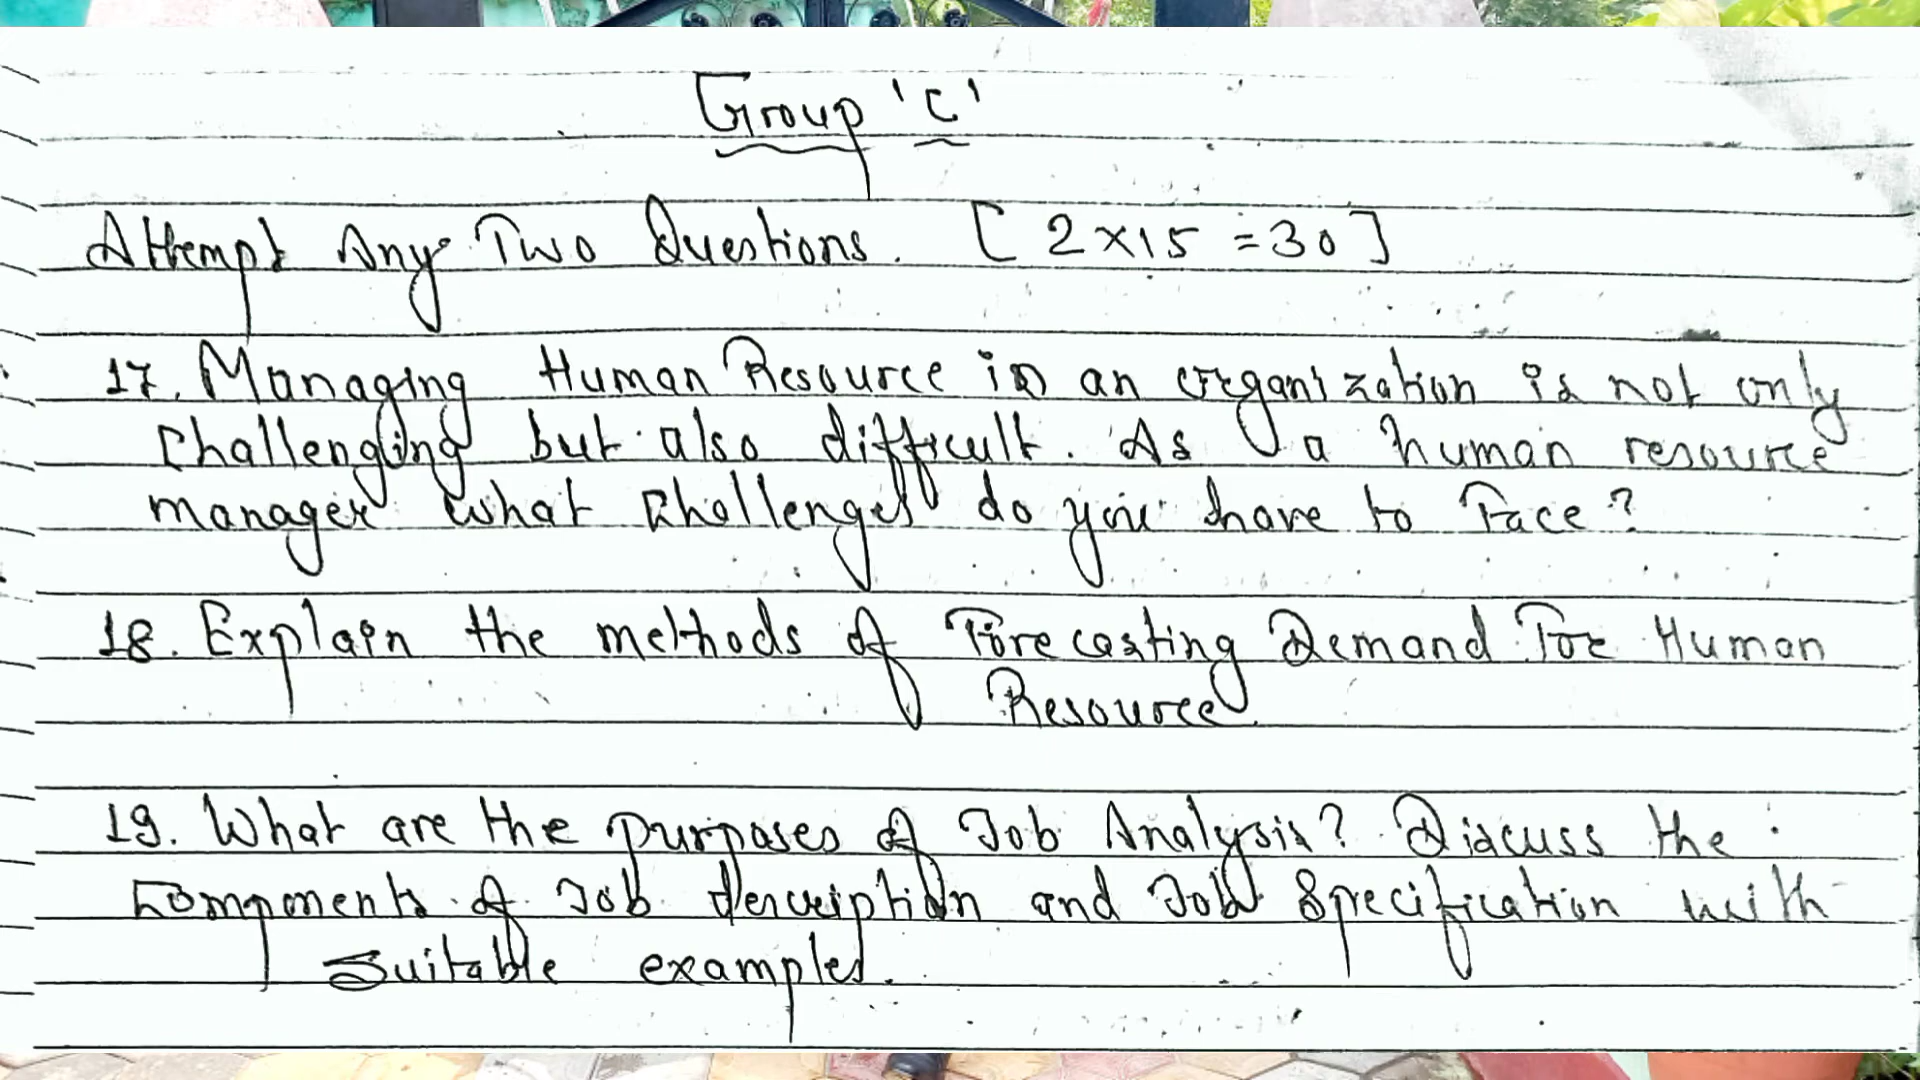 Group 'C'
Attempt Any Two Questions. [2×15=30]
17. Managing Human Resource in an organization is not only
challenging but also difficult. As a human resource
manager what challenges do you have to Face?
18. Explain the methods of Forecasting Demand For Human
Resource.
19. What are the purposes of Job Analysis? Discuss the
Components of Job description and Job Specification with
Suitable examples.